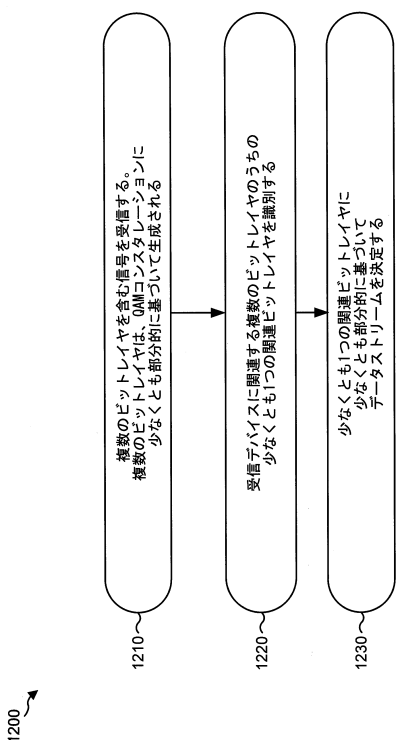 1200
1210
複数のビットレイヤを含む信号を受信する。
複数のビットレイヤは、QAMコンスタレーションに
少なくとも部分的に基づいて生成される
1220
受信デバイスに関連する複数のビットレイヤのうちの
少なくとも1つの関連ビットレイヤを識別する
1230
少なくとも1つの関連ビットレイヤに
少なくとも部分的に基づいて
データストリームを決定する